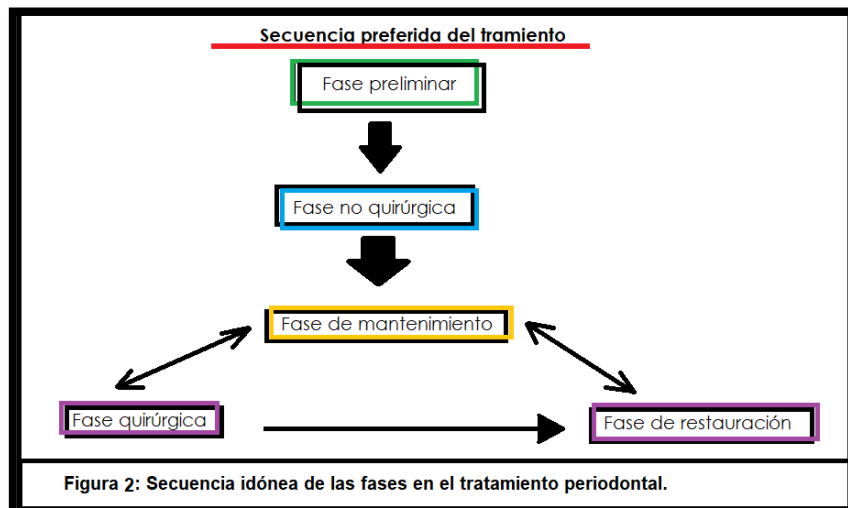 Secuencia preferida del tramiento
Fase preliminar
Fase no quirúrgica
Fase de mantenimiento
Fase quirúrgica
Fase de restauración
Figura 2: Secuencia idónea de las fases en el tratamiento periodontal.